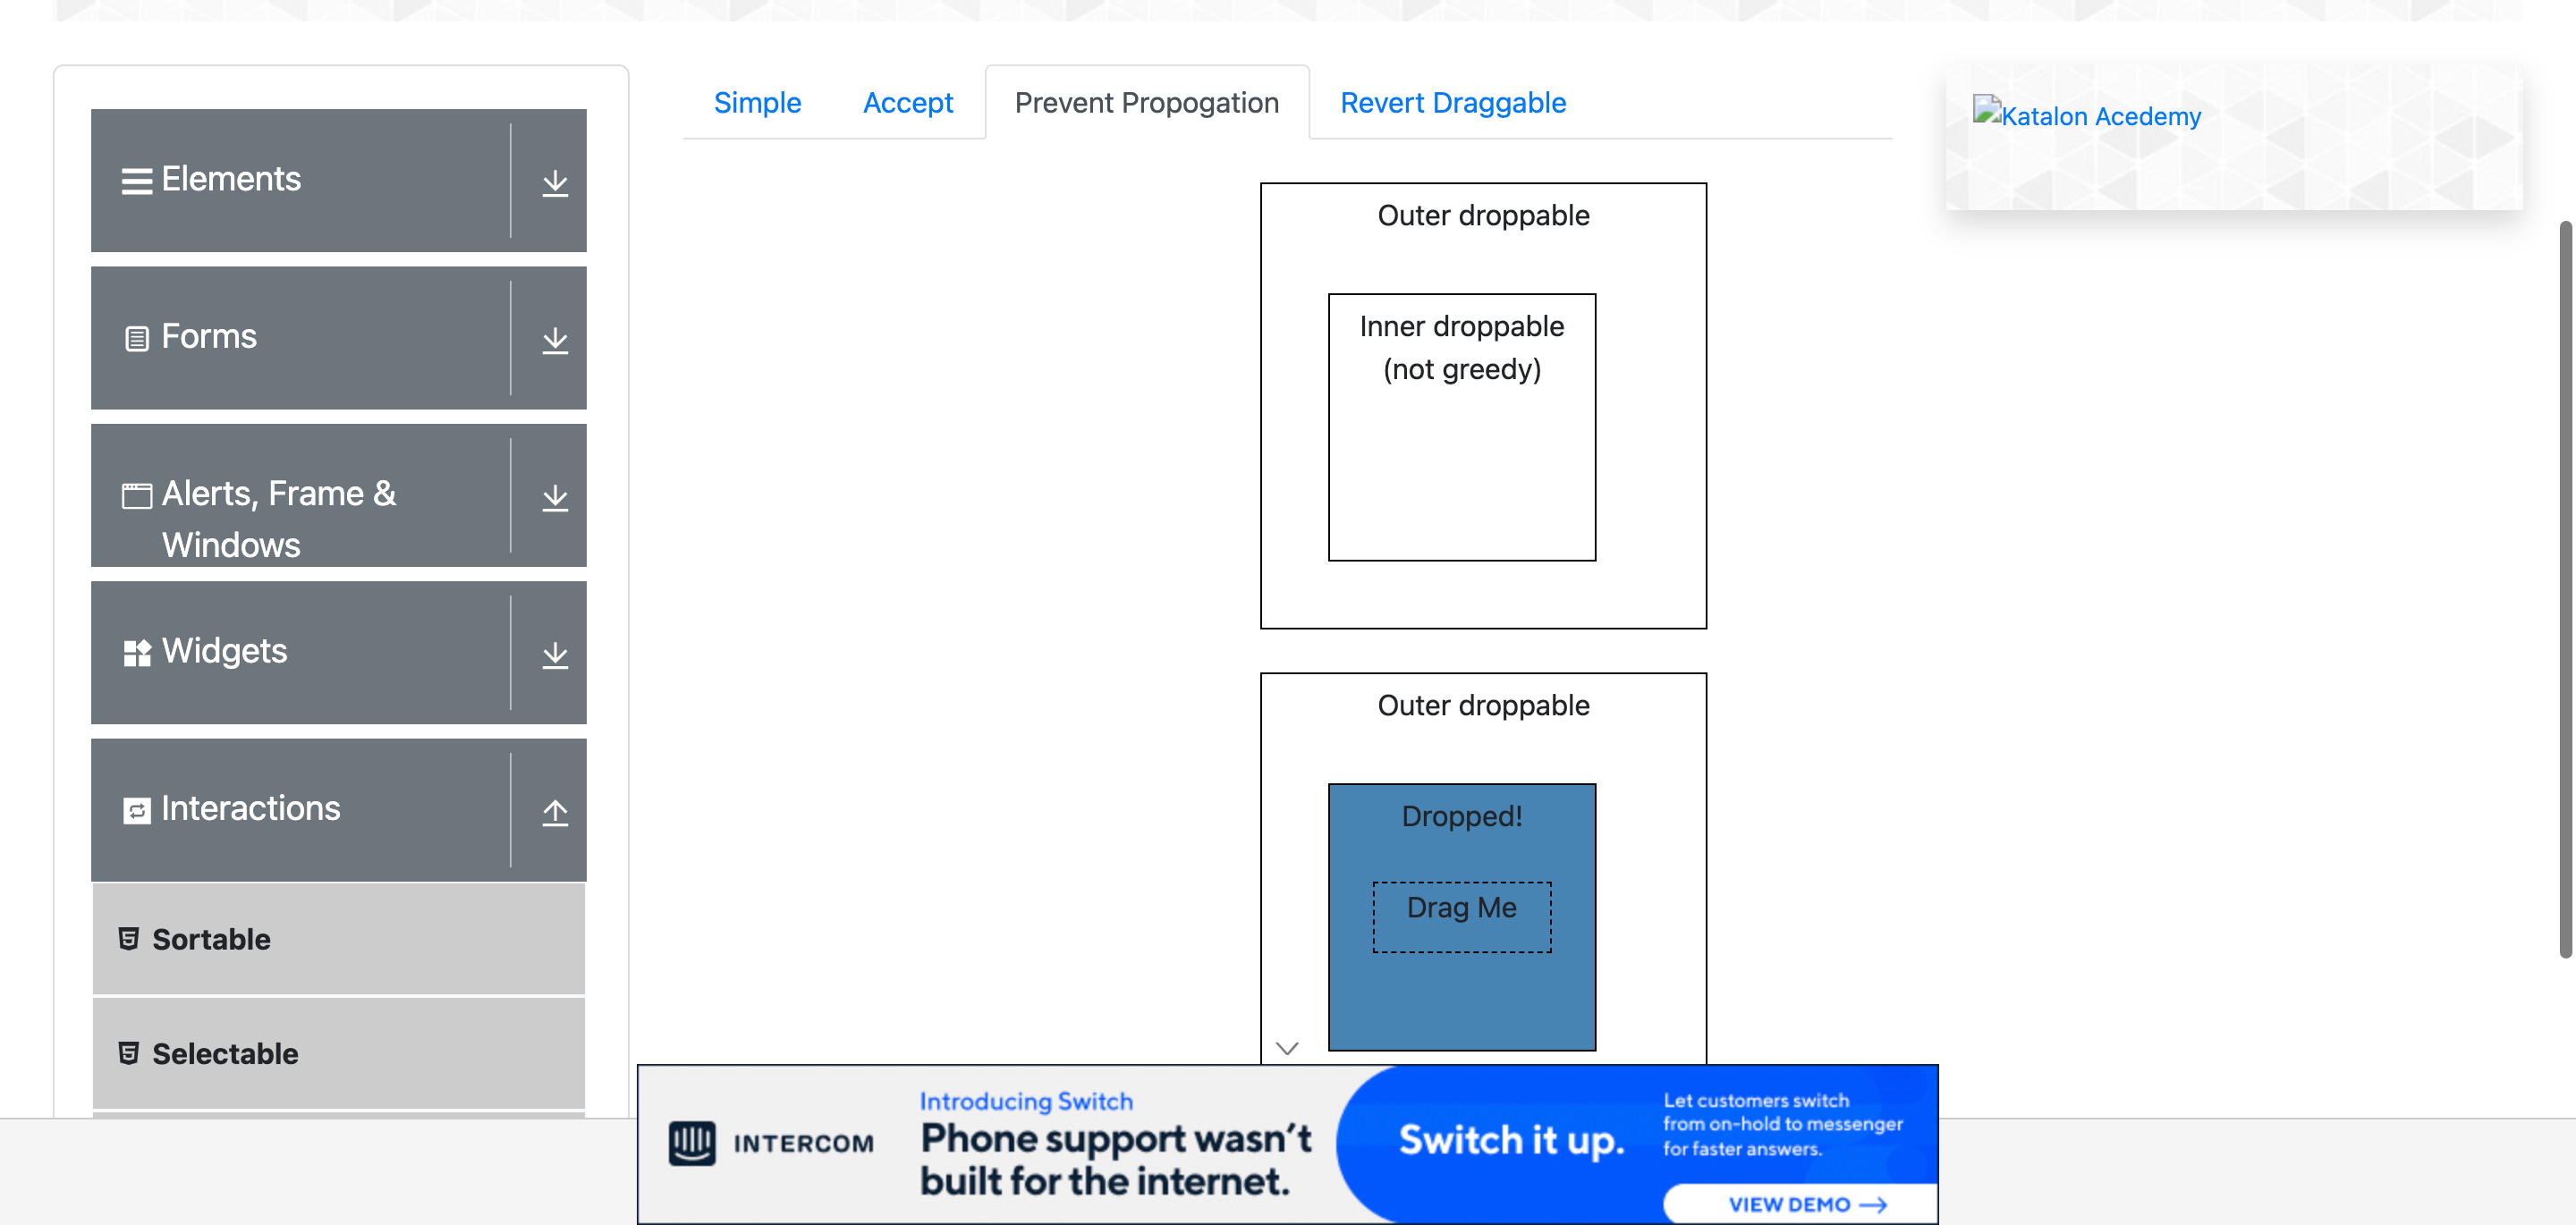 Elements
Forms
Alerts, Frame &
Windows
Widgets
Interactions
Sortable
Selectable
Simple
Accept
Prevent Propogation
Revert Draggable
Outer droppable
Inner droppable
(not greedy)
Outer droppable
Dropped!
Drag Me
Katalon Acedemy
INTERCOM
Introducing Switch
Phone support wasn't
built for the internet.
Switch it up.
Let customers switch
from on-hold to messenger
for faster answers.
VIEW DEMO